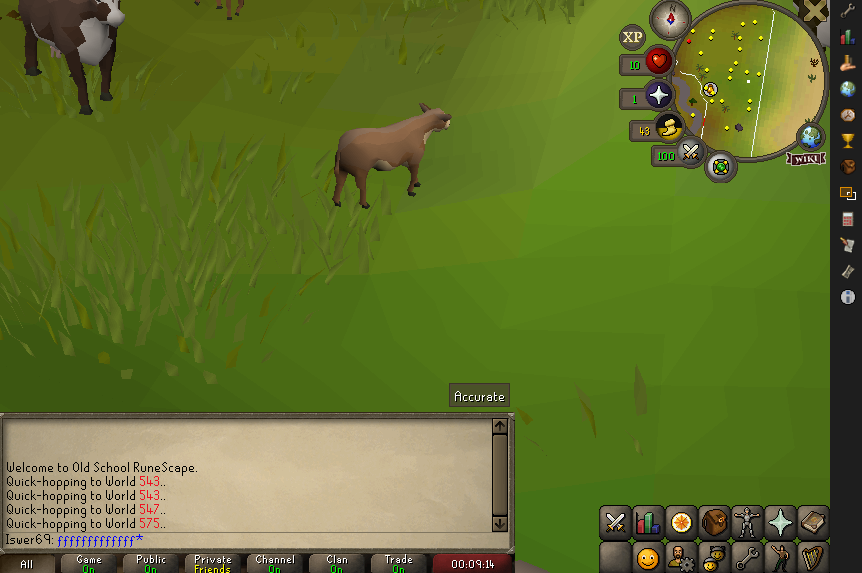 N
XP
10
1
43
100
WIKI
Accurate
Welcome to Old School RuneScape.
Quick-hopping to World 543..
Quick-hopping to World 543..
Quick-hopping to World 547..
Quick-hopping to World 575..
Iswer69: fffffffffffff*
All
Game
On
Public
On
Private
Friends
Channel
On
Clan
On
Trade
On
00:09:14